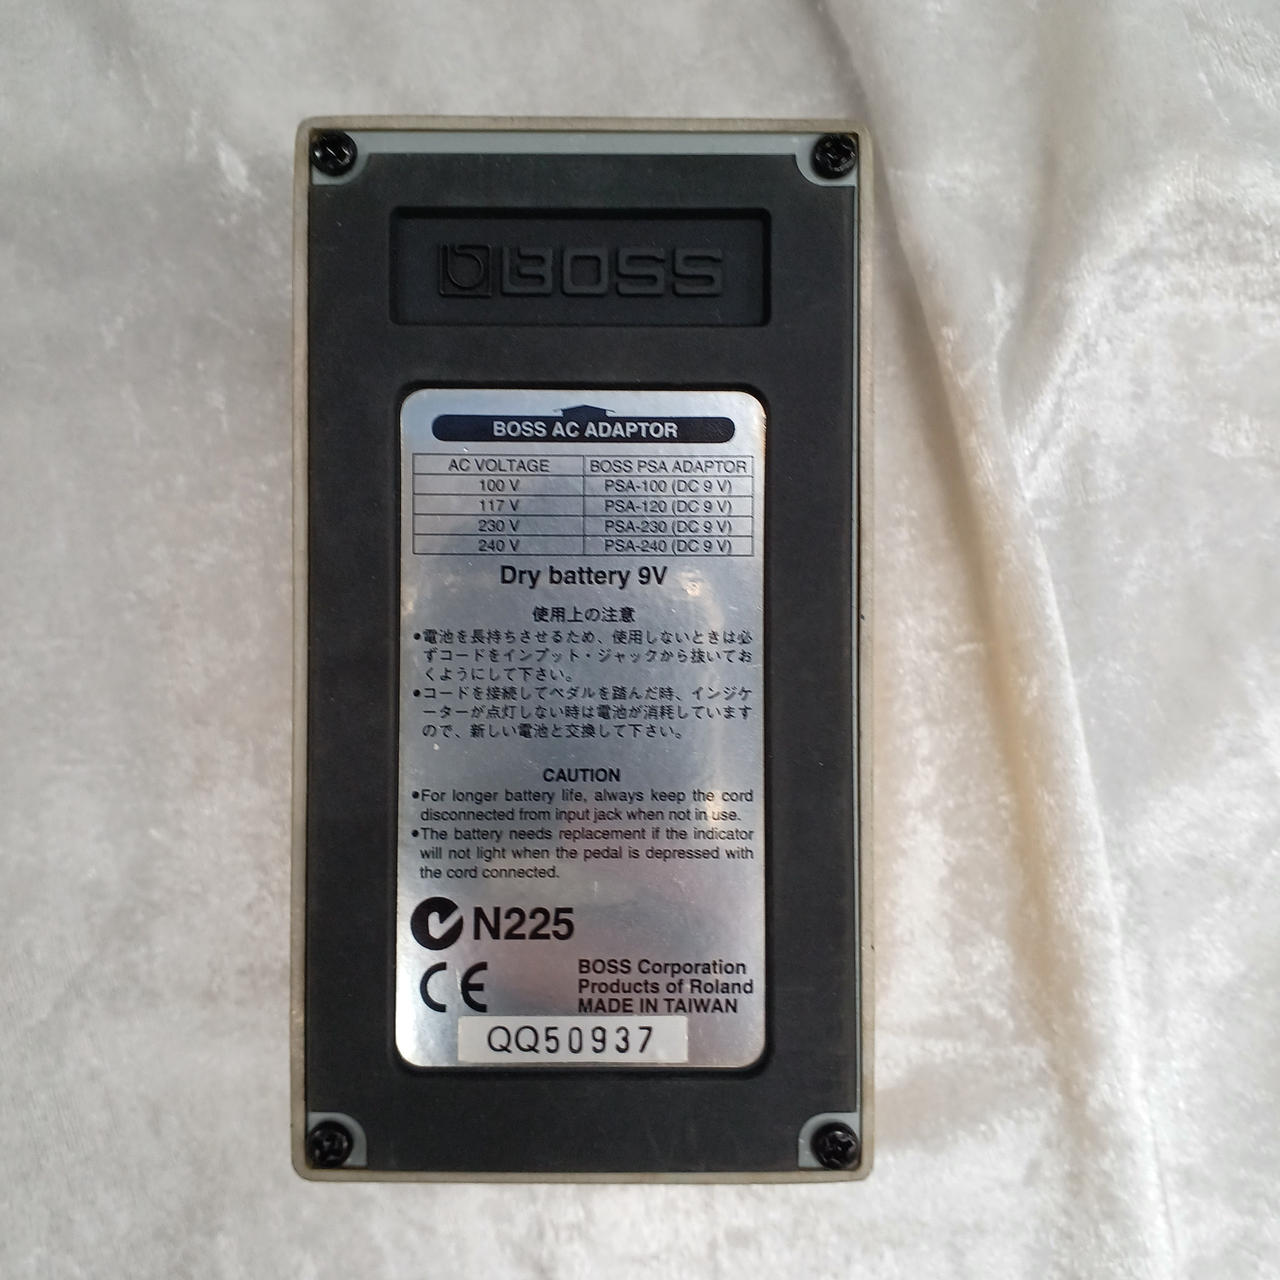 BOSS
BOSS AC ADAPTOR
AC VOLTAGE BOSS PSA ADAPTOR
100 V PSA-100 (DC 9 V)
117 V PSA-120 (DC 9 V)
230 V PSA-230 (DC 9 V)
240 V PSA-240 (DC 9 V)
Dry battery 9V
使用上の注意
●電池を長持ちさせるため、使用しないときは必
ずコードをインプット・ジャックから抜いてお
くようにして下さい。
●コードを接続してペダルを踏んだ時、インジケ
ーターが点灯しない時は電池が消耗しています
ので、新しい電池と交換して下さい。
CAUTION
●For longer battery life, always keep the cord
disconnected from input jack when not in use.
●The battery needs replacement if the indicator
will not light when the pedal is depressed with
the cord connected.
N225
CE
BOSS Corporation
Products of Roland
MADE IN TAIWAN
QQ50937